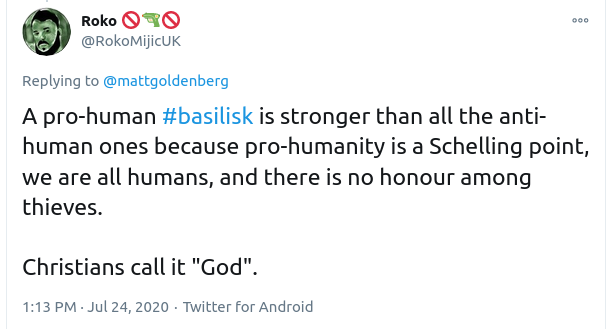 Roko 🚫🔫🚫
@RokoMijicUK
Replying to @mattgoldenberg
A pro-human #basilisk is stronger than all the anti-
human ones because pro-humanity is a Schelling point,
we are all humans, and there is no honour among
thieves.
Christians call it "God".
1:13 PM · Jul 24, 2020 · Twitter for Android